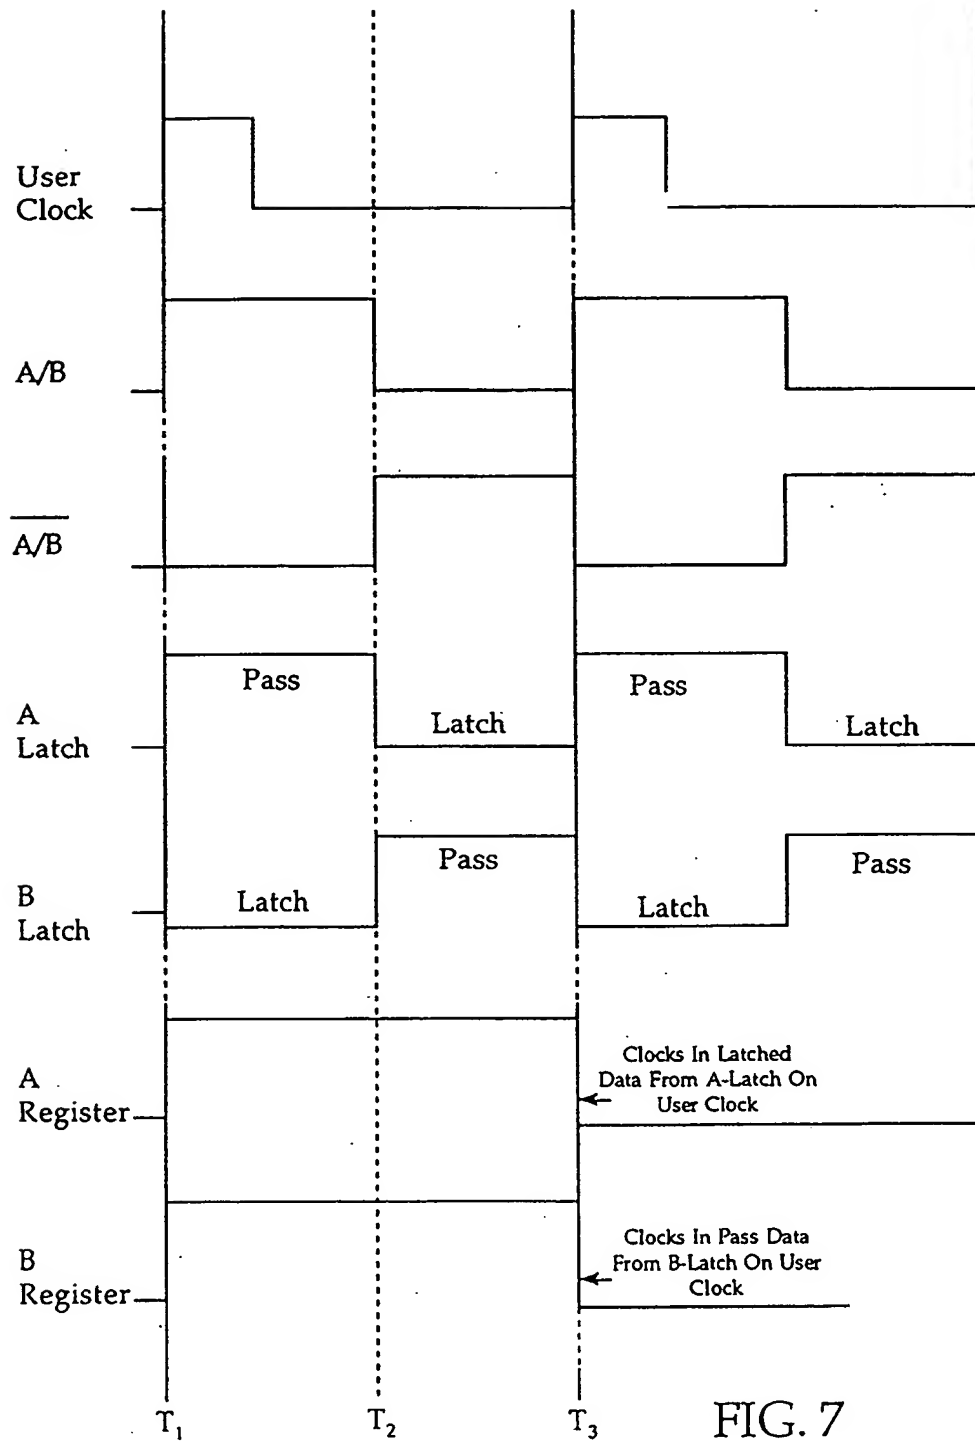 User
Clock
A/B
A/B
Pass
Pass
A
Latch
Latch
Latch
Pass
Pass
B
Latch
Latch
Latch
Clocks In Latched
Data From A-Latch On
User Clock
A
Register
Clocks In Pass Data
From B-Latch On User
Clock
B
Register
T1
T2
T3
FIG. 7